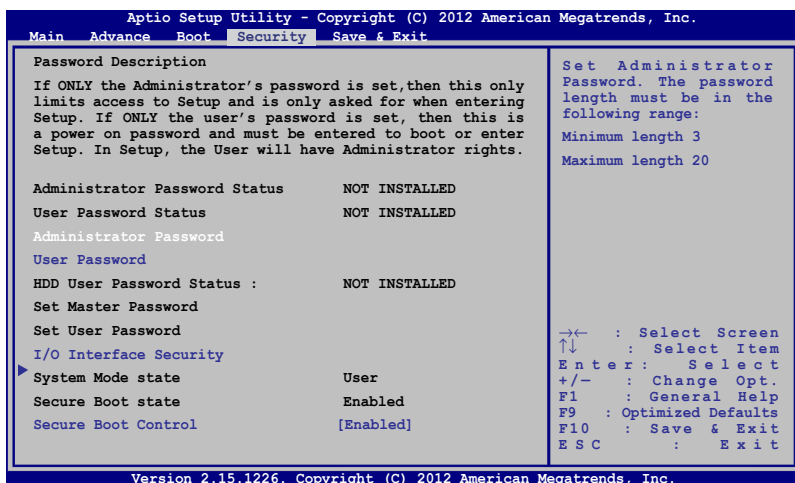 Aptio Setup Utility - Copyright (C) 2012 American Megatrends, Inc.
Main Advance Boot Security Save & Exit
Password Description
If ONLY the Administrator's password is set,then this only
limits access to Setup and is only asked for when entering
Setup. If ONLY the user's password is set, then this is
a power on password and must be entered to boot or enter
Setup. In Setup, the User will have Administrator rights.
Administrator Password Status NOT INSTALLED
User Password Status NOT INSTALLED
Administrator Password
User Password
HDD User Password Status : NOT INSTALLED
Set Master Password
Set User Password
I/O Interface Security
System Mode state User
Secure Boot state Enabled
Secure Boot Control [Enabled]
Set Administrator
Password. The password
length must be in the
following range:
Minimum length 3
Maximum length 20
→← : Select Screen
↑↓ : Select Item
Enter: Select
+/− : Change Opt.
F1 : General Help
F9 : Optimized Defaults
F10 : Save & Exit
ESC : Exit
Version 2.15.1226. Copyright (C) 2012 American Megatrends, Inc.